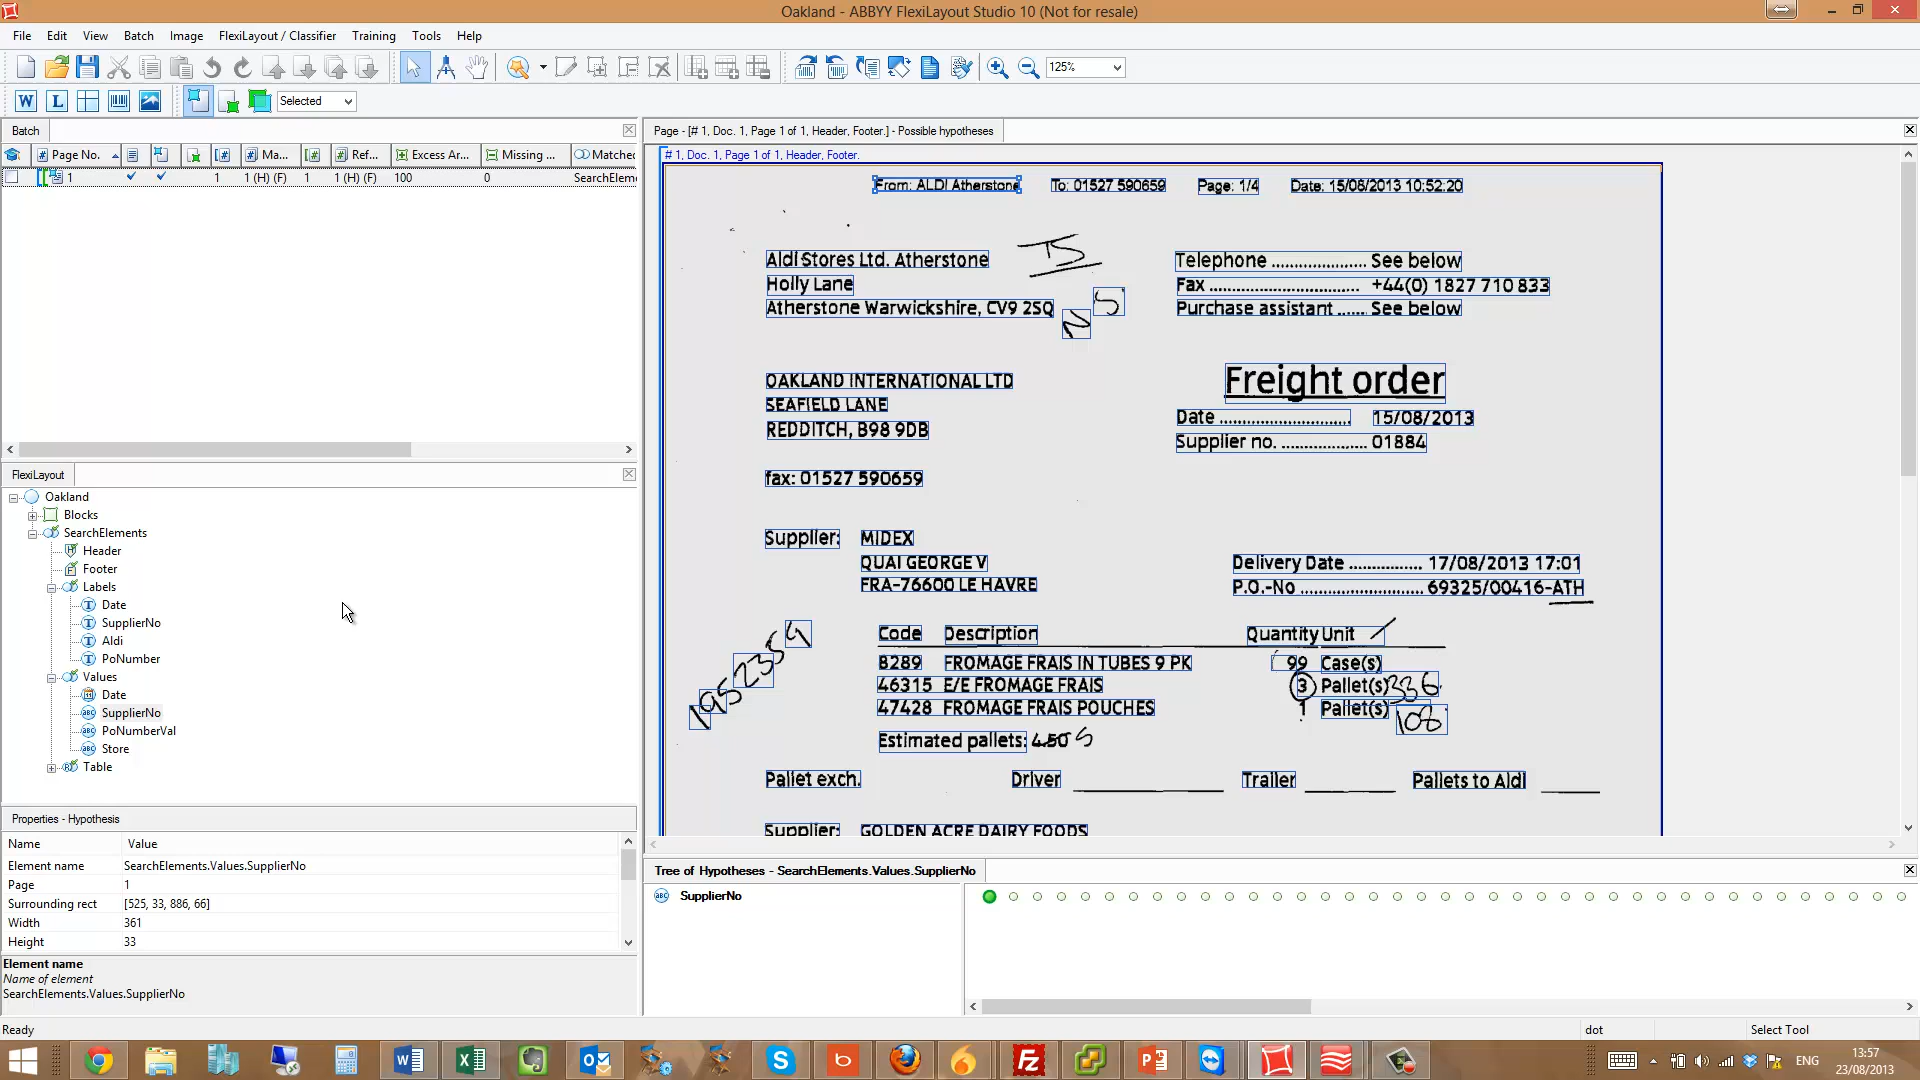 Oakland - ABBYY FlexiLayout Studio 10 (Not for resale)
File Edit View Batch Image FlexiLayout / Classifier Training Tools Help
125%
Selected
Batch
Page No. Ma... Ref... Excess Ar... Missing ... Matched
1 1 1 (H) (F) 1 1 (H) (F) 100 0 SearchEleme
FlexiLayout
Oakland
Blocks
SearchElements
Header
Footer
Labels
Date
SupplierNo
Aldi
PoNumber
Values
Date
SupplierNo
PoNumberVal
Store
Table
Properties - Hypothesis
Name Value
Element name SearchElements.Values.SupplierNo
Page 1
Surrounding rect [525, 33, 886, 66]
Width 361
Height 33
Element name
Name of element
SearchElements.Values.SupplierNo
Page - [# 1, Doc. 1, Page 1 of 1, Header, Footer.] - Possible hypotheses
# 1, Doc. 1, Page 1 of 1, Header, Footer.
From: ALDI Atherstone To: 01527 590659 Page: 1/4 Date: 15/08/2013 10:52:20
Aldi Stores Ltd. Atherstone
Holly Lane
Atherstone Warwickshire, CV9 2SQ
Telephone .................... See below
Fax ................................ +44(0) 1827 710 833
Purchase assistant ...... See below
OAKLAND INTERNATIONAL LTD
SEAFIELD LANE
REDDITCH, B98 9DB
fax: 01527 590659
Freight order
Date ............................ 15/08/2013
Supplier no. .................. 01884
Supplier: MIDEX
QUAI GEORGE V
FRA-76600 LE HAVRE
Delivery Date ............... 17/08/2013 17:01
P.O.-No ......................... 69325/00416-ATH
Code Description Quantity Unit
8289 FROMAGE FRAIS IN TUBES 9 PK 99 Case(s)
46315 E/E FROMAGE FRAIS 3 Pallet(s) 336
47428 FROMAGE FRAIS POUCHES 1 Pallet(s) 108
Estimated pallets: 4.50 5
Pallet exch. Driver Trailer Pallets to Aldi
Supplier: GOLDEN ACRE DAIRY FOODS
Tree of Hypotheses - SearchElements.Values.SupplierNo
SupplierNo
Ready dot Select Tool
ENG
13:57
23/08/2013